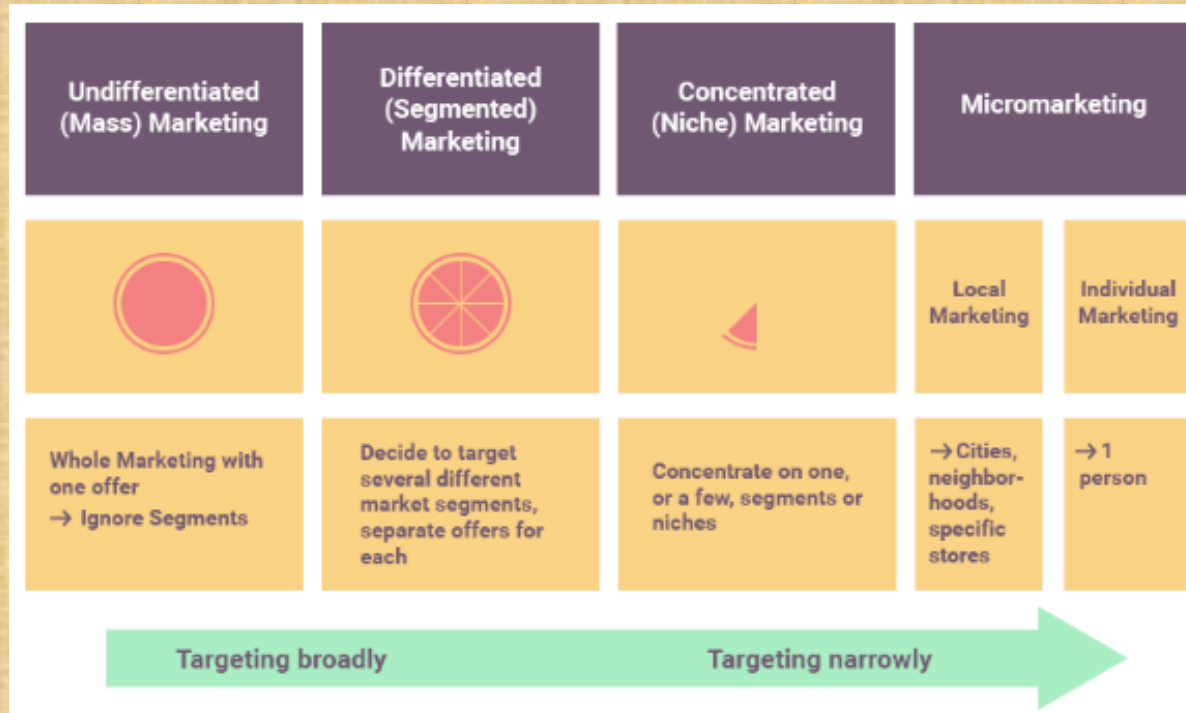 Undifferentiated
(Mass) Marketing
Differentiated
(Segmented)
Marketing
Concentrated
(Niche) Marketing
Micromarketing
Local
Marketing
Individual
Marketing
Whole Marketing with
one offer
→ Ignore Segments
Decide to target
several different
market segments,
separate offers for
each
Concentrate on one,
or a few, segments or
niches
→ Cities,
neighbor-
hoods,
specific
stores
→ 1
person
Targeting broadly
Targeting narrowly